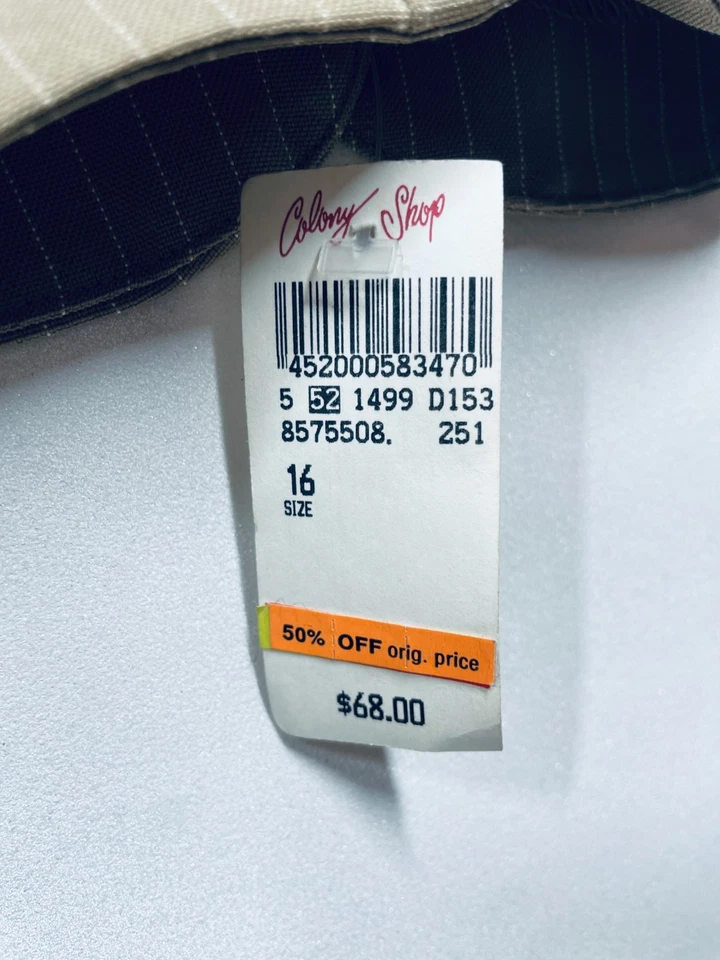 Colony Shop
452000583470
5 52 1499 D153
8575508. 251
16
SIZE
50% OFF orig. price
$68.00